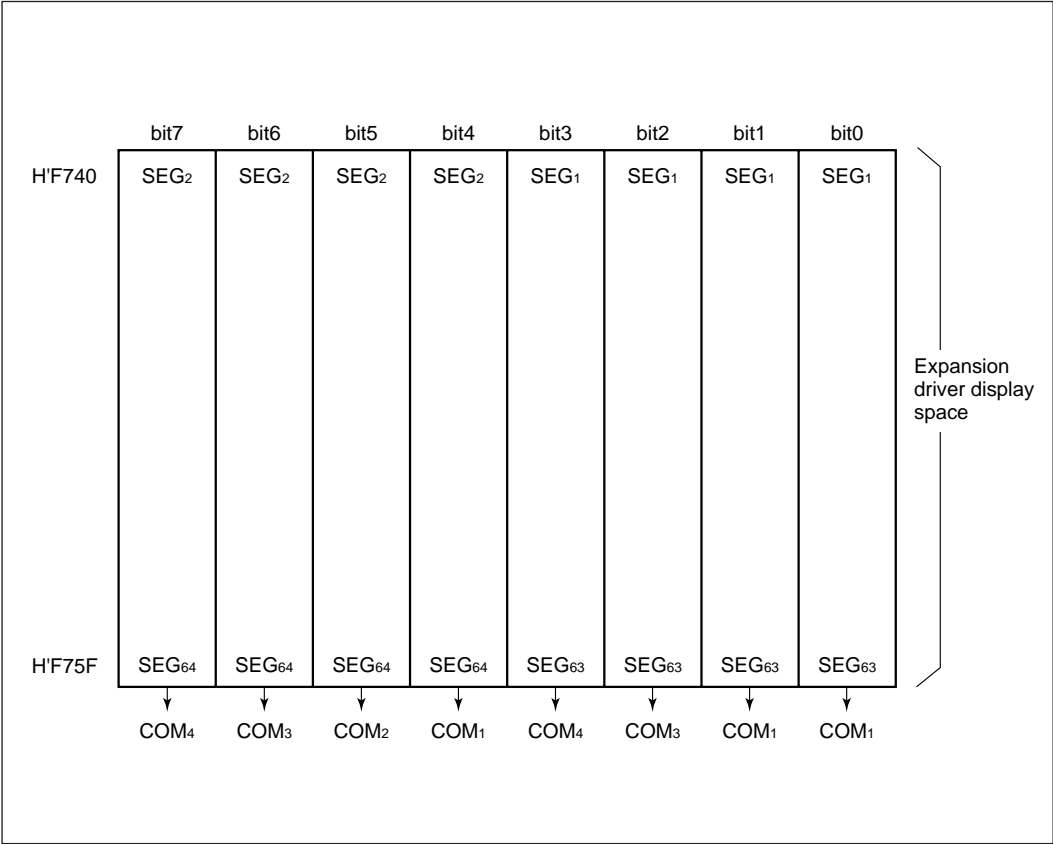 bit7 bit6 bit5 bit4 bit3 bit2 bit1 bit0
H'F740 SEG2 SEG2 SEG2 SEG2 SEG1 SEG1 SEG1 SEG1
Expansion
driver display
space
H'F75F SEG64 SEG64 SEG64 SEG64 SEG63 SEG63 SEG63 SEG63
COM4 COM3 COM2 COM1 COM4 COM3 COM1 COM1